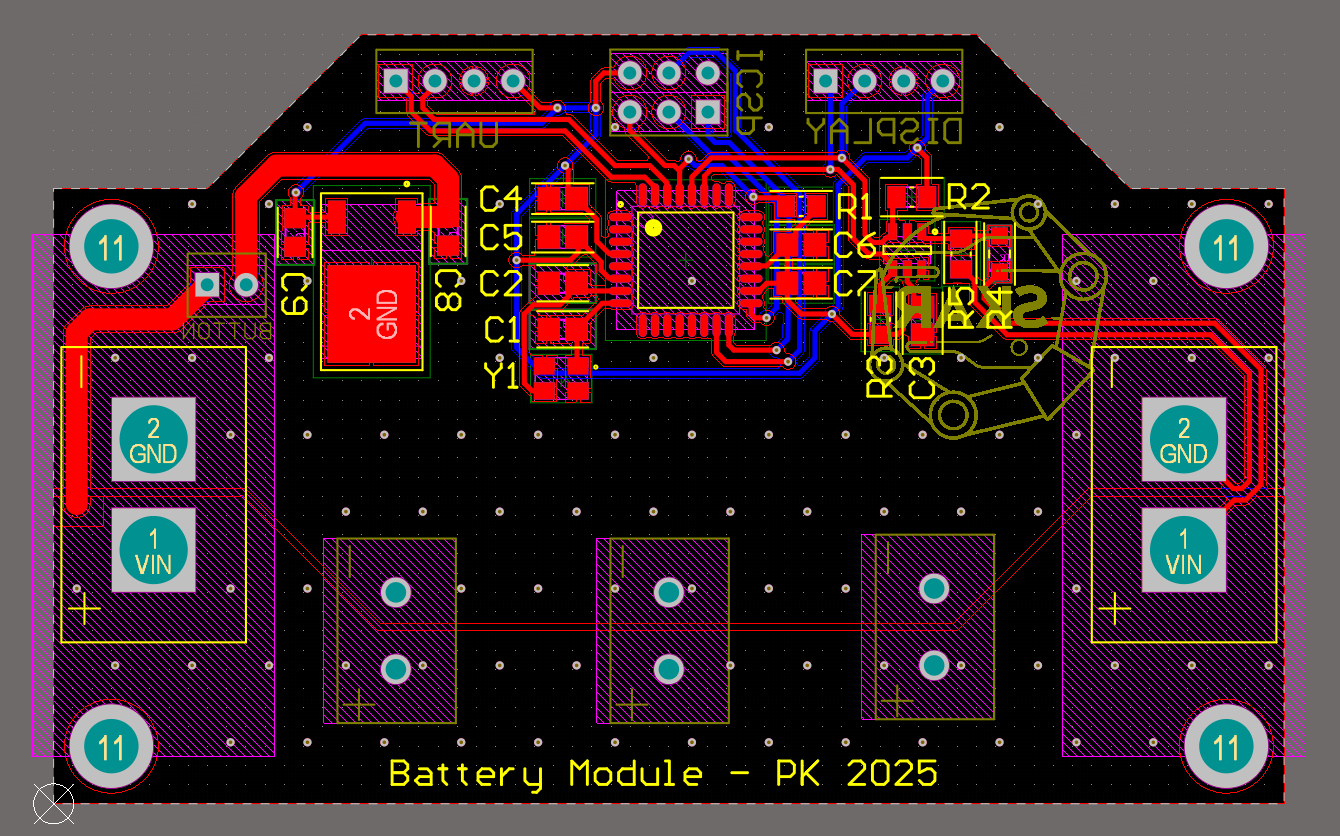 UART
ICSP
DISPLAY
C4
C5
C2
C1
Y1
R1
C6
C7
R2
R5
R4
R3
C3
C9
C8
2
GND
BUTTON
11
11
2
GND
1
VIN
2
GND
1
VIN
11
11
Battery Module - PK 2025